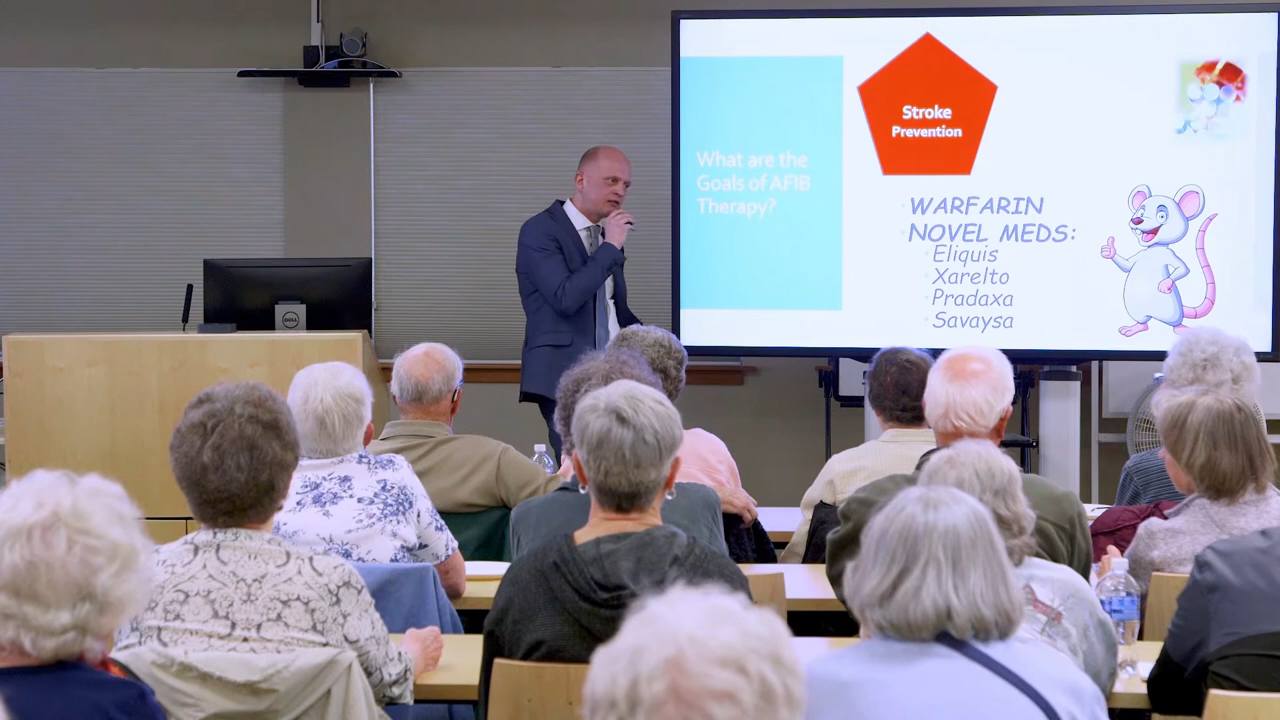 What are the
Goals of AFIB
Therapy?
Stroke
Prevention
WARFARIN
NOVEL MEDS:
Eliquis
Xarelto
Pradaxa
Savaysa
DELL